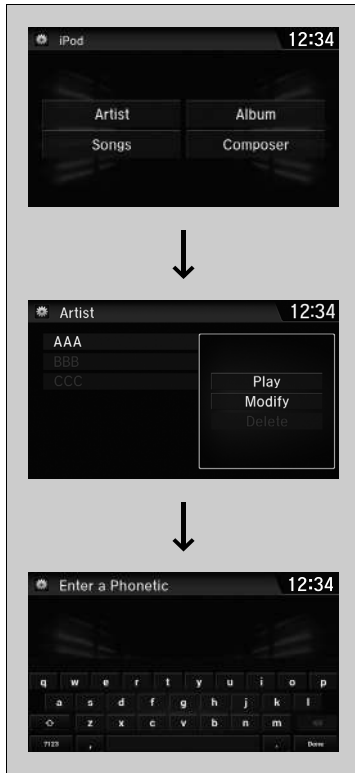 iPod 12:34
Artist Album
Songs Composer
Artist 12:34
AAA
BBB
CCC
Play
Modify
Delete
Enter a Phonetic 12:34
q w e r t y u i o p
a s d f g h j k l
z x c v b n m
?123 , . Done